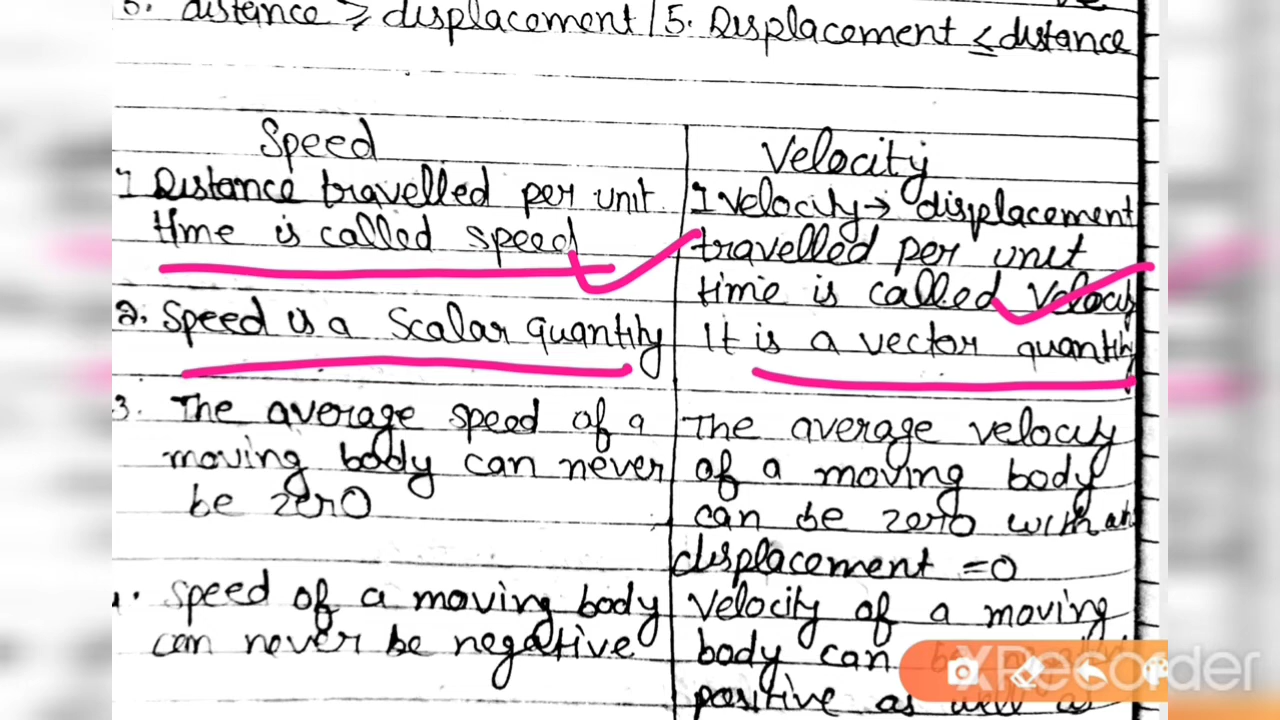 distance ≥ displacement | 5. Displacement ≤ distance
Speed
1 Distance travelled per unit
time is called speed
2. Speed is a Scalar quantity
3. The average speed of a
moving body can never
be zero
speed of a moving body
can never be negative
Velocity
1 Velocity → displacement
travelled per unit
time is called Velocity
It is a vector quantity
The average velocity
of a moving body
can be zero with
displacement =0
Velocity of a moving
body can
positive as well as
XRecorder